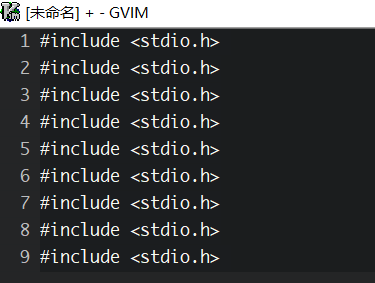 [未命名] + - GVIM
1 #include <stdio.h>
2 #include <stdio.h>
3 #include <stdio.h>
4 #include <stdio.h>
5 #include <stdio.h>
6 #include <stdio.h>
7 #include <stdio.h>
8 #include <stdio.h>
9 #include <stdio.h>